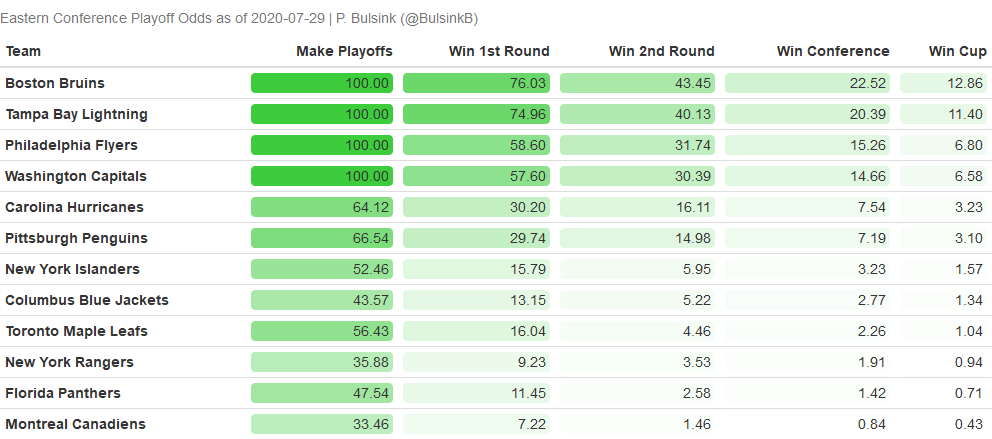 Eastern Conference Playoff Odds as of 2020-07-29 | P. Bulsink (@BulsinkB)
Team Make Playoffs Win 1st Round Win 2nd Round Win Conference Win Cup
Boston Bruins 100.00 76.03 43.45 22.52 12.86
Tampa Bay Lightning 100.00 74.96 40.13 20.39 11.40
Philadelphia Flyers 100.00 58.60 31.74 15.26 6.80
Washington Capitals 100.00 57.60 30.39 14.66 6.58
Carolina Hurricanes 64.12 30.20 16.11 7.54 3.23
Pittsburgh Penguins 66.54 29.74 14.98 7.19 3.10
New York Islanders 52.46 15.79 5.95 3.23 1.57
Columbus Blue Jackets 43.57 13.15 5.22 2.77 1.34
Toronto Maple Leafs 56.43 16.04 4.46 2.26 1.04
New York Rangers 35.88 9.23 3.53 1.91 0.94
Florida Panthers 47.54 11.45 2.58 1.42 0.71
Montreal Canadiens 33.46 7.22 1.46 0.84 0.43